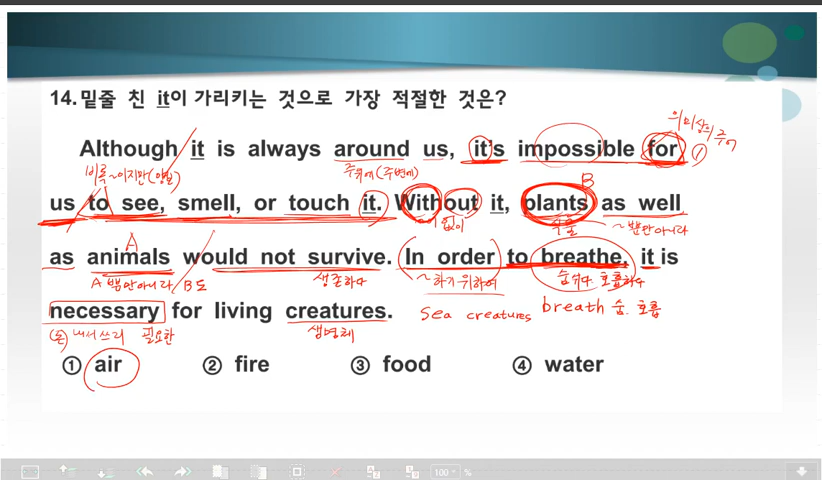 14. 밑줄 친 it이 가리키는 것으로 가장 적절한 것은?
의미상의 주어
Although it is always around us, it's impossible for ①
비록~이지만(양보) 주위에(주변에)
B
us to see, smell, or touch it. Without it, plants as well
없이 식물 ~뿐만아니라
A
as animals would not survive. In order to breathe, it is
A뿐만아니라 B도 생존하다 ~하기 위하여 숨쉬다. 호흡하다
necessary for living creatures. sea creatures breath 숨. 호흡
필요한 생명체
① air ② fire ③ food ④ water
100 %